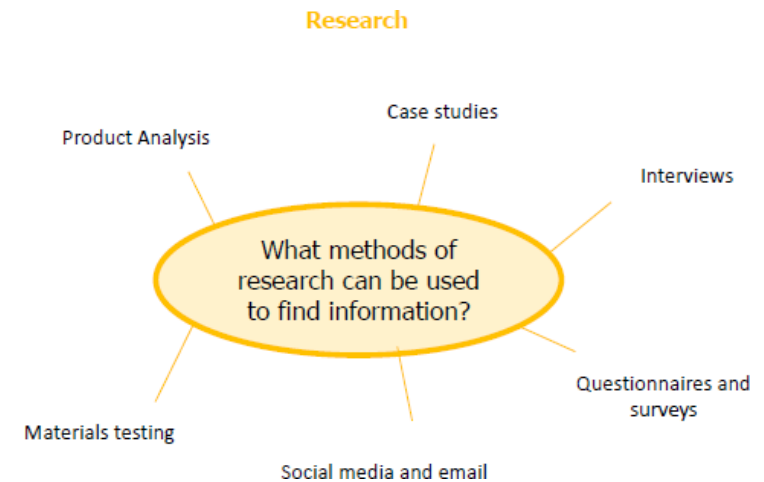 Research
Case studies
Product Analysis
Interviews
What methods of
research can be used
to find information?
Questionnaires and
surveys
Materials testing
Social media and email